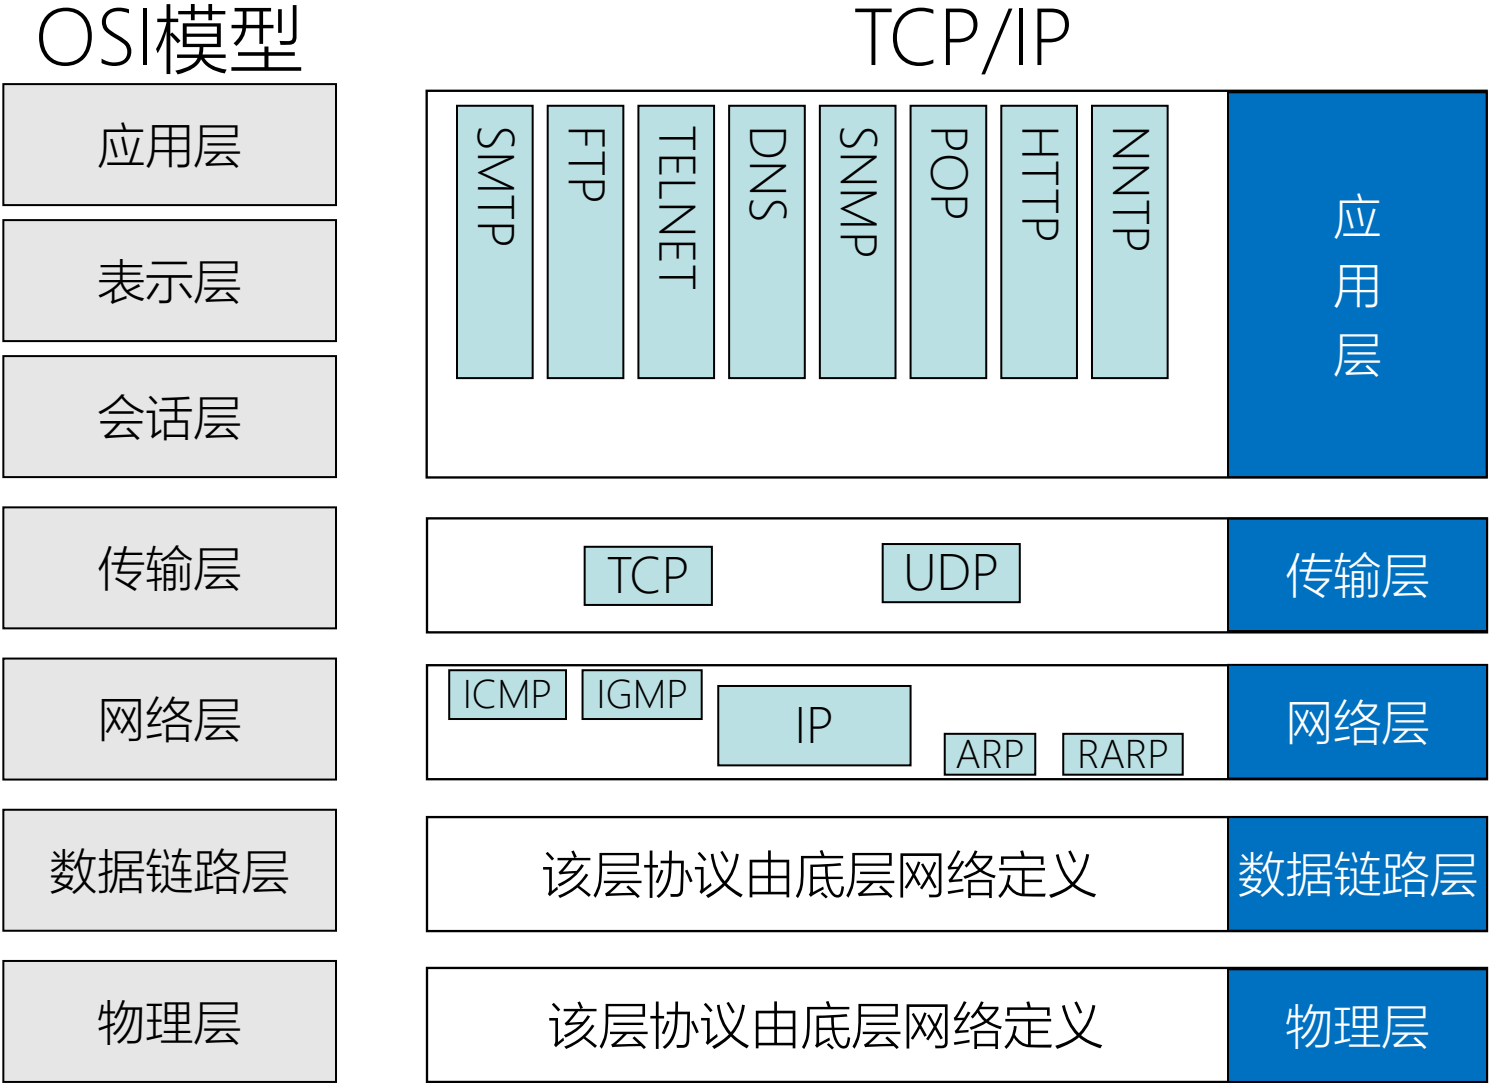 OSI模型
TCP/IP
应用层
表示层
会话层
传输层
网络层
数据链路层
物理层
SMTP
FTP
TELNET
DNS
SNMP
POP
HTTP
NNTP
应用层
TCP
UDP
传输层
ICMP
IGMP
IP
ARP
RARP
网络层
该层协议由底层网络定义
数据链路层
该层协议由底层网络定义
物理层